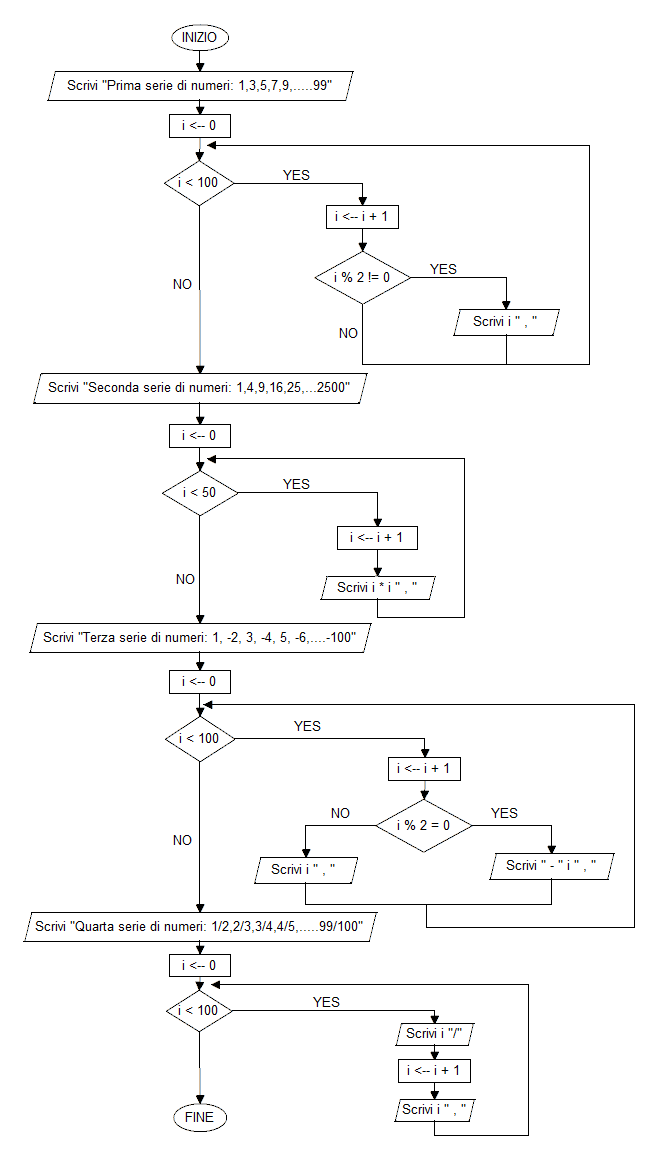 INIZIO
Scrivi "Prima serie di numeri: 1,3,5,7,9,.....99"
i <-- 0
i < 100
YES
i <-- i + 1
i % 2 != 0
YES
NO
Scrivi i " , "
NO
Scrivi "Seconda serie di numeri: 1,4,9,16,25,...2500"
i <-- 0
i < 50
YES
i <-- i + 1
NO
Scrivi i * i " , "
Scrivi "Terza serie di numeri: 1, -2, 3, -4, 5, -6,....-100"
i <-- 0
i < 100
YES
i <-- i + 1
NO
i % 2 = 0
YES
NO
Scrivi i " , "
Scrivi " - " i " , "
Scrivi "Quarta serie di numeri: 1/2,2/3,3/4,4/5,.....99/100"
i <-- 0
i < 100
YES
Scrivi i "/"
i <-- i + 1
Scrivi i " , "
FINE